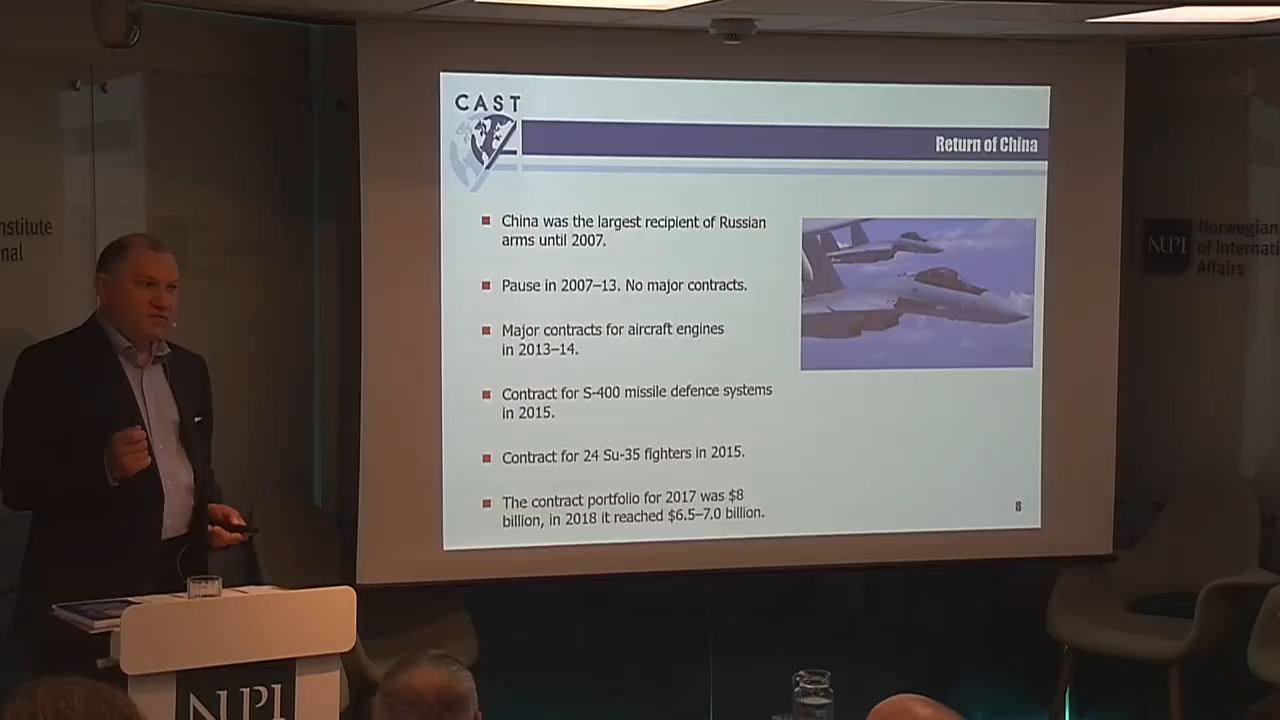 CAST
Return of China
China was the largest recipient of Russian
arms until 2007.
Pause in 2007–13. No major contracts.
Major contracts for aircraft engines
in 2013–14.
Contract for S-400 missile defence systems
in 2015.
Contract for 24 Su-35 fighters in 2015.
The contract portfolio for 2017 was $8
billion, in 2018 it reached $6.5–7.0 billion.
nstitute
nal
NUPI
Norwegian
of Internati
Affairs
NUPI